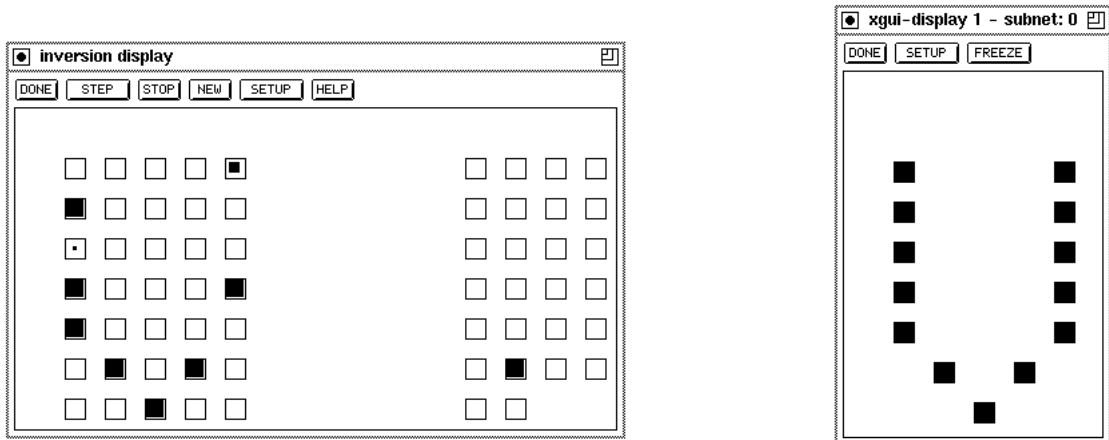 inversion display
DONE STEP STOP NEW SETUP HELP
xgui-display 1 - subnet: 0
DONE SETUP FREEZE